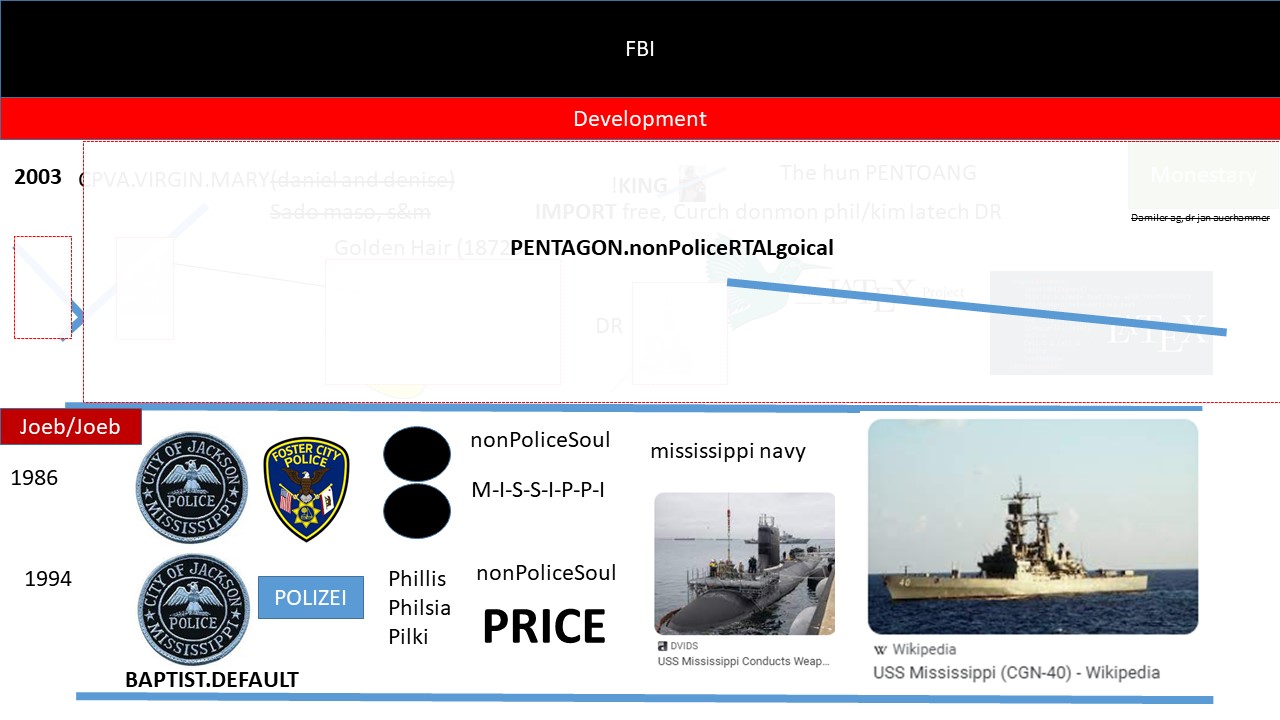 FBI
Development
2003
CPVA.VIRGIN.MARY(daniel and denise)
!KING
The hun PENTOANG
Monestary
Sado maso, s&m
IMPORT free, Curch donmon phil/kim latech DR
Damiler ag, dr jan auerhammer
Golden Hair (1872
PENTAGON.nonPoliceRTALgoical
LATEX Project
DR
LATEX
Joeb/Joeb
1986
CITY OF JACKSON
POLICE
MISSISSIPPI
FOSTER CITY
POLICE
nonPoliceSoul
M-I-S-S-I-P-P-I
mississippi navy
40
1994
CITY OF JACKSON
POLICE
MISSISSIPPI
POLIZEI
Phillis
Philsia
Pilki
nonPoliceSoul
PRICE
DVIDS
USS Mississippi Conducts Weap...
W Wikipedia
USS Mississippi (CGN-40) - Wikipedia
BAPTIST.DEFAULT